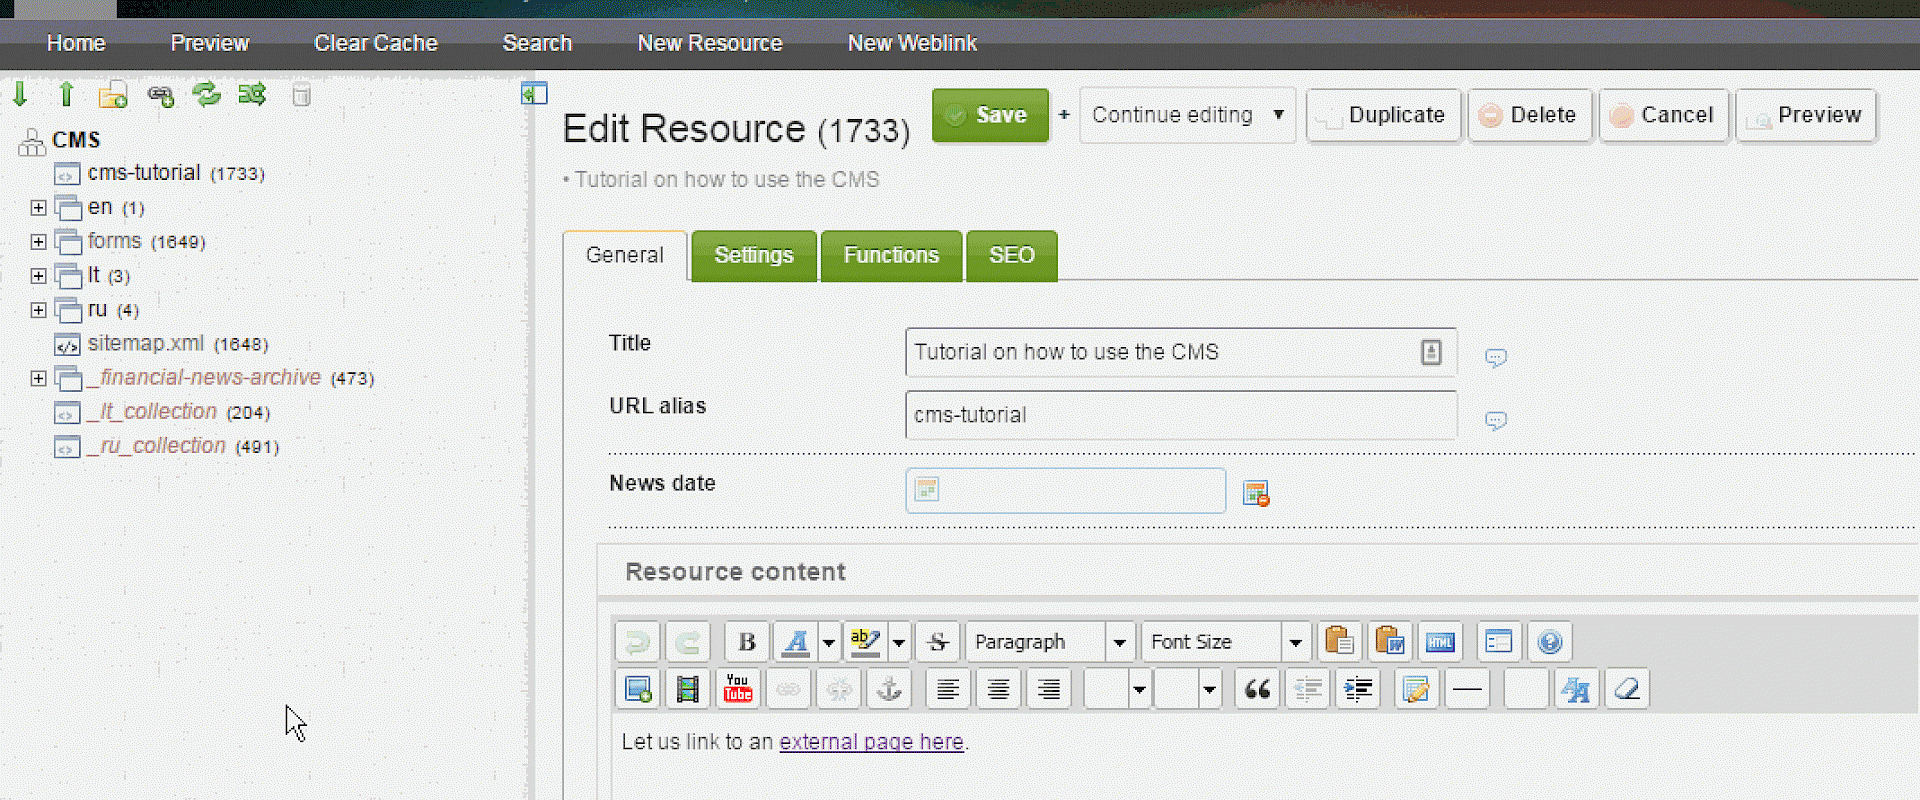 Home Preview Clear Cache Search New Resource New Weblink
CMS
cms-tutorial (1733)
en (1)
forms (1649)
lt (3)
ru (4)
sitemap.xml (1648)
_financial-news-archive (473)
_lt_collection (204)
_ru_collection (491)
Edit Resource (1733)
Save + Continue editing Duplicate Delete Cancel Preview
• Tutorial on how to use the CMS
General Settings Functions SEO
Title Tutorial on how to use the CMS
URL alias cms-tutorial
News date
Resource content
B A ab S Paragraph Font Size HTML
You Tube
Let us link to an external page here.